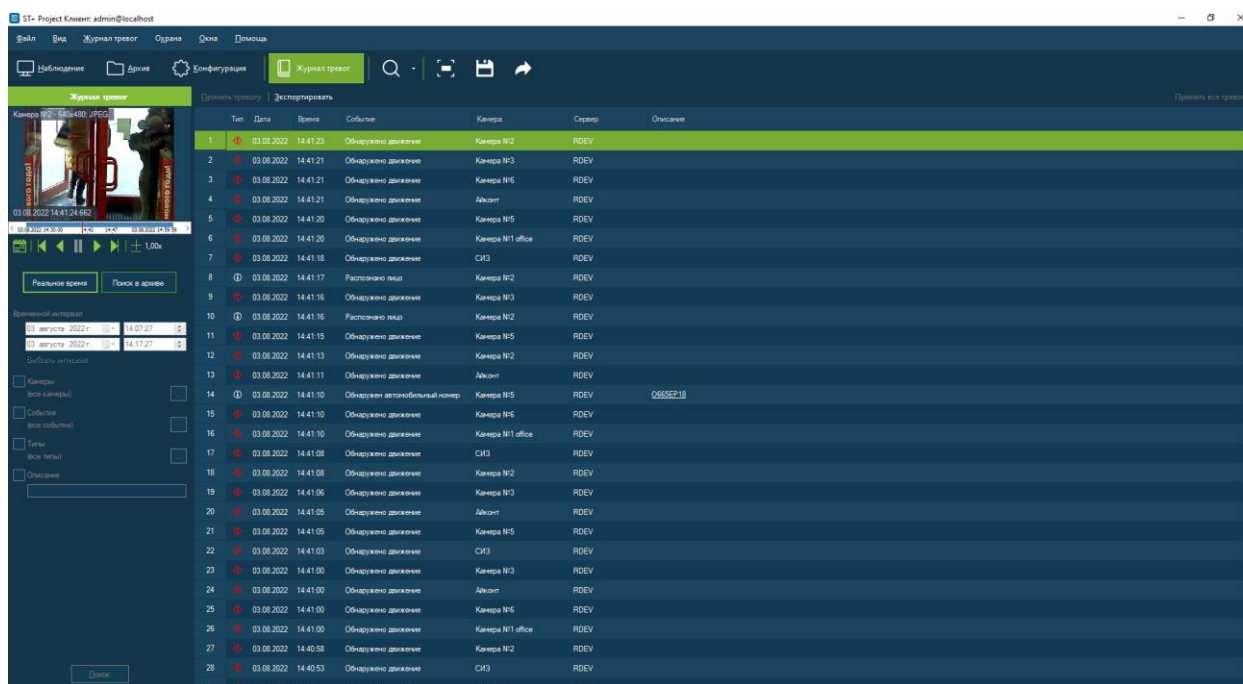 ST+ Project Клиент: admin@localhost
Файл Вид Журнал тревог Охрана Окна Помощь
Наблюдение Архив Конфигурация Журнал тревог
Журнал тревог Принять тревогу Экспортировать Принять все тревоги
Камера №2 - 640x480; JPEG
Тип Дата Время Событие Камера Сервер Описание
1 03.08.2022 14:41:23 Обнаружено движение Камера №2 RDEV
2 03.08.2022 14:41:21 Обнаружено движение Камера №3 RDEV
3 03.08.2022 14:41:21 Обнаружено движение Камера №6 RDEV
4 03.08.2022 14:41:21 Обнаружено движение Айконт RDEV
03.08.2022 14:41:24:662
5 03.08.2022 14:41:20 Обнаружено движение Камера №5 RDEV
03.08.2022 14:30:00 14:42 14:47 03.08.2022 14:59:59
6 03.08.2022 14:41:20 Обнаружено движение Камера №1 office RDEV
1,00x
7 03.08.2022 14:41:18 Обнаружено движение СИЗ RDEV
8 03.08.2022 14:41:17 Распознано лицо Камера №2 RDEV
Реальное время Поиск в архиве
9 03.08.2022 14:41:16 Обнаружено движение Камера №3 RDEV
10 03.08.2022 14:41:16 Распознано лицо Камера №2 RDEV
Временной интервал
03 августа 2022 г. 14:07:27
11 03.08.2022 14:41:15 Обнаружено движение Камера №5 RDEV
03 августа 2022 г. 14:17:27
12 03.08.2022 14:41:13 Обнаружено движение Камера №2 RDEV
Выбрать интервал
13 03.08.2022 14:41:11 Обнаружено движение Айконт RDEV
Камеры
(все камеры)
14 03.08.2022 14:41:10 Обнаружен автомобильный номер Камера №5 RDEV O665EP18
События
15 03.08.2022 14:41:10 Обнаружено движение Камера №6 RDEV
(все события)
16 03.08.2022 14:41:10 Обнаружено движение Камера №1 office RDEV
Типы
(все типы)
17 03.08.2022 14:41:08 Обнаружено движение СИЗ RDEV
Описание
18 03.08.2022 14:41:08 Обнаружено движение Камера №2 RDEV
19 03.08.2022 14:41:06 Обнаружено движение Камера №3 RDEV
20 03.08.2022 14:41:05 Обнаружено движение Айконт RDEV
21 03.08.2022 14:41:05 Обнаружено движение Камера №5 RDEV
22 03.08.2022 14:41:03 Обнаружено движение СИЗ RDEV
23 03.08.2022 14:41:00 Обнаружено движение Камера №3 RDEV
24 03.08.2022 14:41:00 Обнаружено движение Айконт RDEV
25 03.08.2022 14:41:00 Обнаружено движение Камера №6 RDEV
26 03.08.2022 14:41:00 Обнаружено движение Камера №1 office RDEV
27 03.08.2022 14:40:58 Обнаружено движение Камера №2 RDEV
28 03.08.2022 14:40:53 Обнаружено движение СИЗ RDEV
Поиск